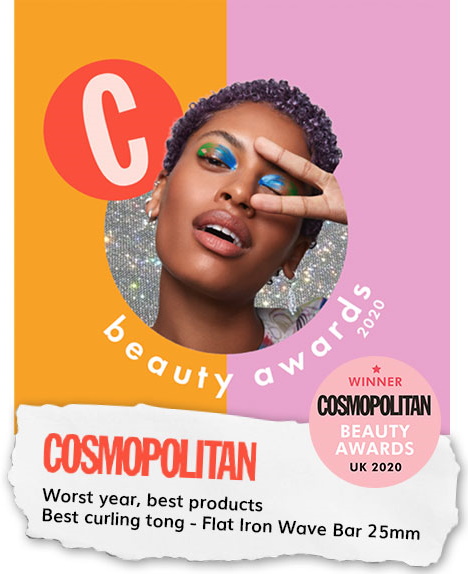 C
beauty awards
2020
WINNER
COSMOPOLITAN
BEAUTY
AWARDS
UK 2020
COSMOPOLITAN
Worst year, best products
Best curling tong - Flat Iron Wave Bar 25mm